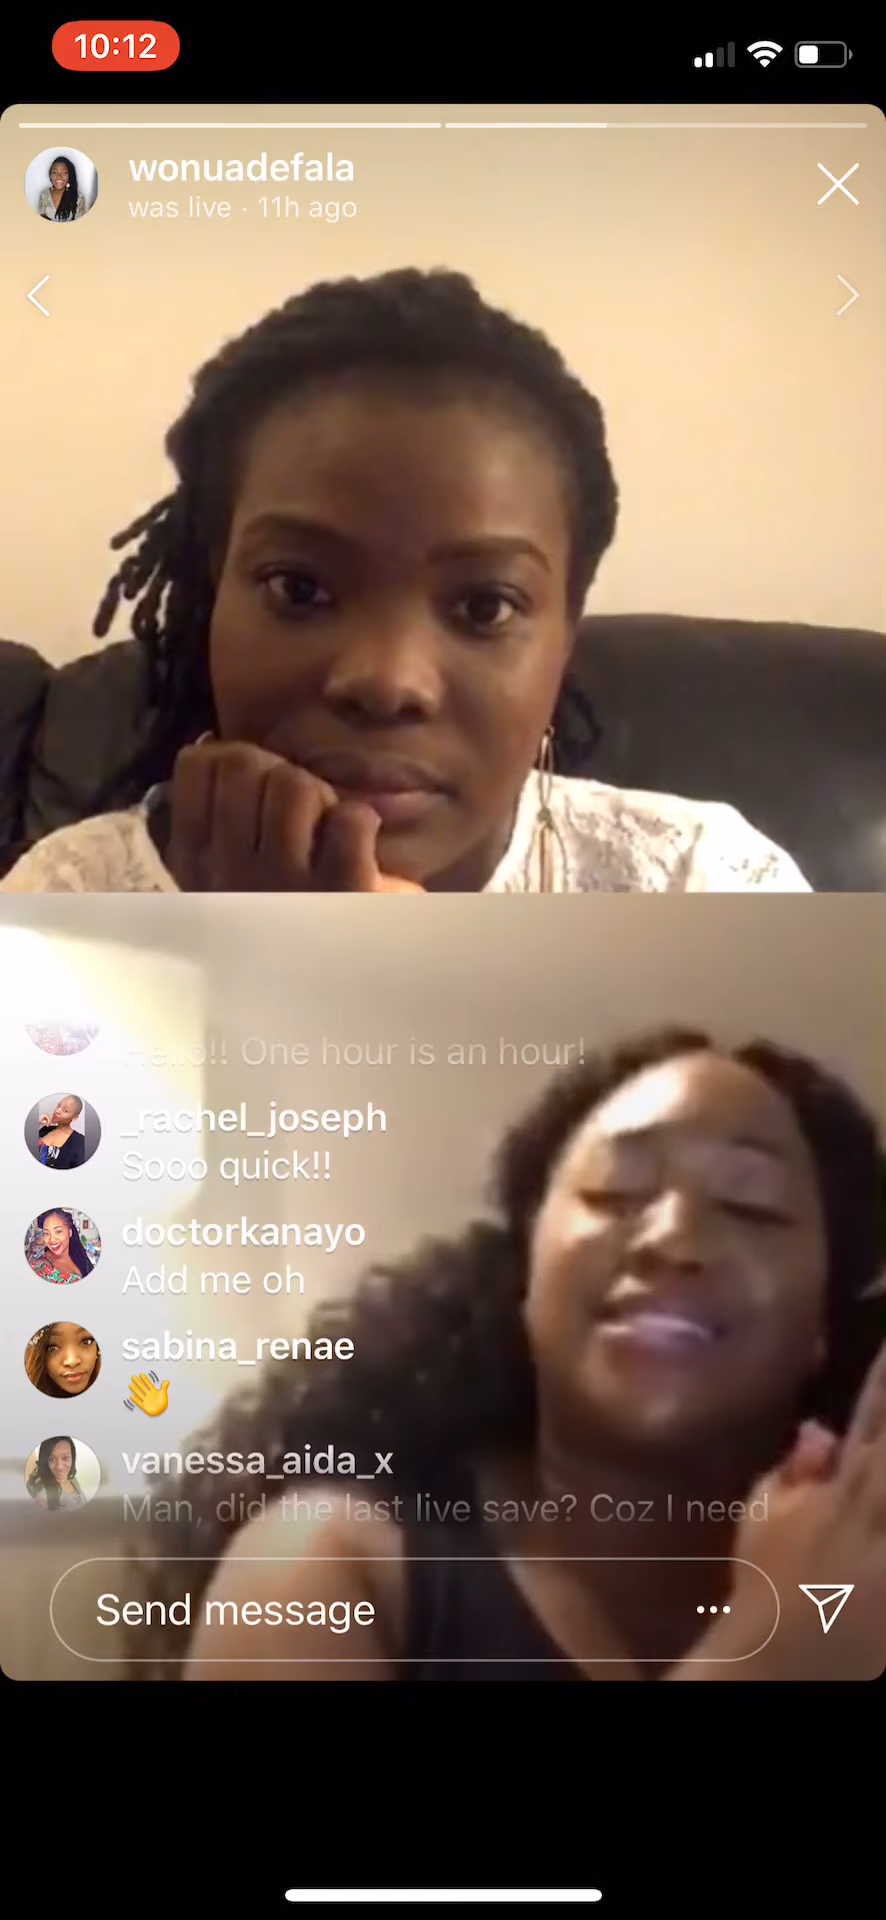 10:12
wonuadefala
was live · 11h ago
Hello!! One hour is an hour!
_rachel_joseph
Sooo quick!!
doctorkanayo
Add me oh
sabina_renae
👋
vanessa_aida_x
Man, did the last live save? Coz I need
Send message